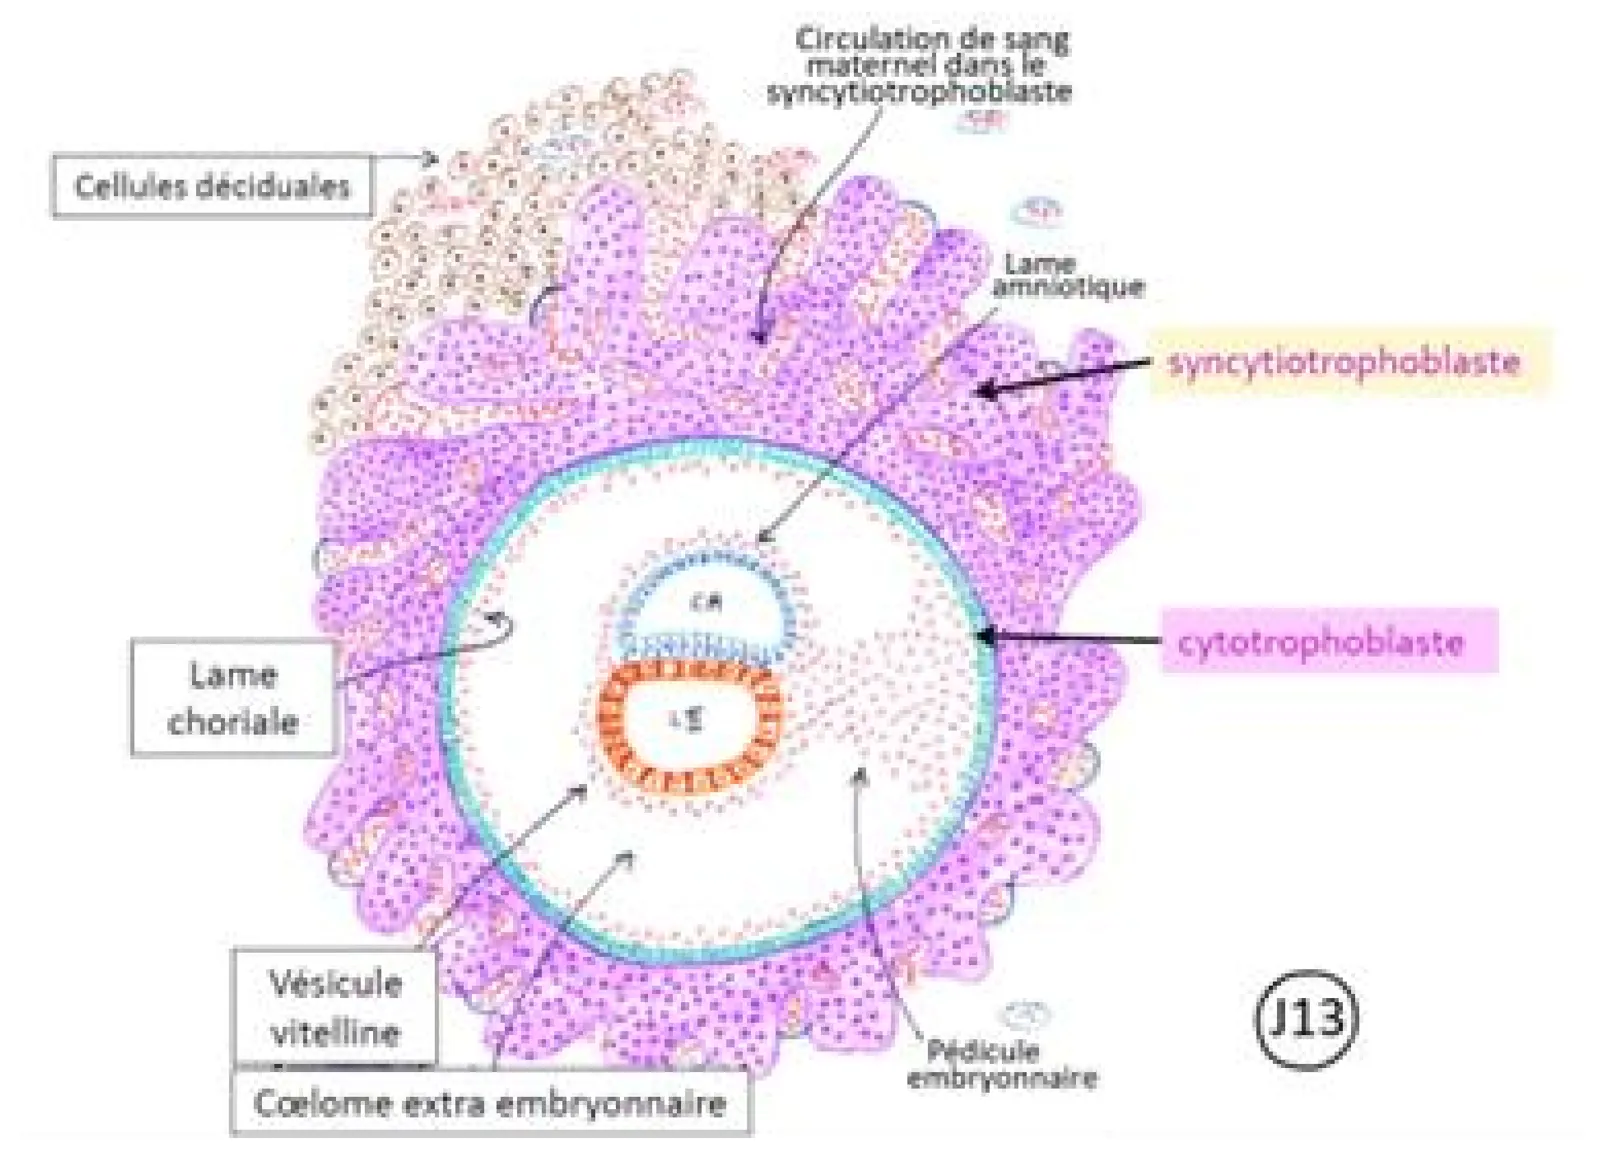 Circulation de sang
maternel dans le
syncytiotrophoblaste
Cellules déciduales
Lame
amniotique
syncytiotrophoblaste
CA
cytotrophoblaste
Lame
choriale
Vésicule
vitelline
J13
Pédicule
embryonnaire
Cœlome extra embryonnaire